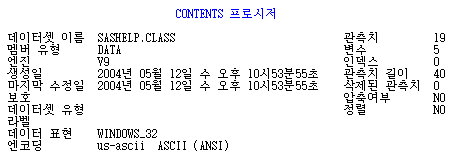 CONTENTS 프로시저
데이터셋 이름 SASHELP.CLASS 관측치 19
멤버 유형 DATA 변수 5
엔진 V9 인덱스 0
생성일 2004년 05월 12일 수 오후 10시53분55초 관측치 길이 40
마지막 수정일 2004년 05월 12일 수 오후 10시53분55초 삭제된 관측치 0
보호 압축여부 NO
데이터셋 유형 정렬 NO
라벨
데이터 표현 WINDOWS_32
엔코딩 us-ascii ASCII (ANSI)